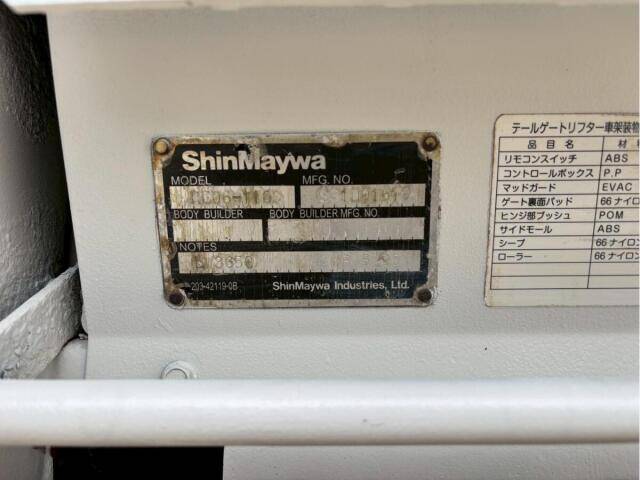 ShinMaywa
MODEL MFG. NO.
BODY BUILDER BODY BUILDER MFG. NO.
NOTES
203-42119-0B ShinMaywa Industries, Ltd.
テールゲートリフター車架装物
品目名 材
リモコンスイッチ ABS
コントロールボックス P.P
マッドガード EVAC
ゲート裏面パッド 66ナイロン
ヒンジ部ブッシュ POM
サイドモール ABS
シーブ 66ナイロン
ローラー 66ナイロン